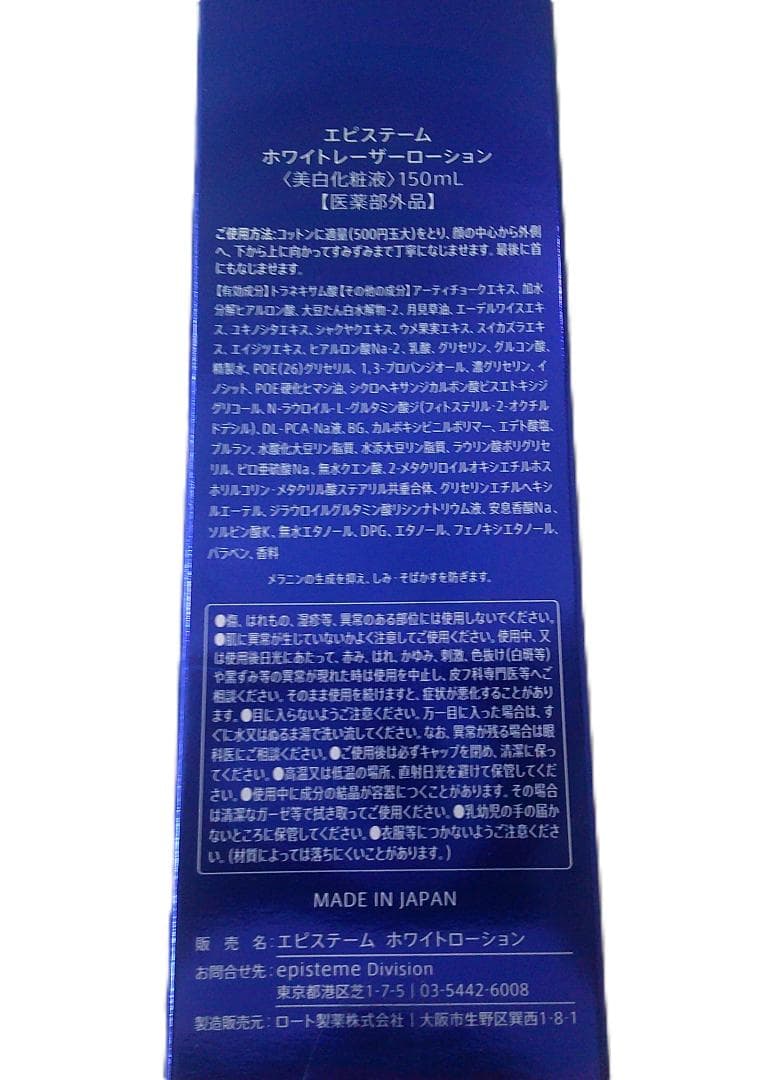 エピステーム
ホワイトレーザーローション
〈美白化粧液〉150mL
【医薬部外品】
ご使用方法:コットンに適量(500円玉大)をとり、顔の中心から外側
へ、下から上に向かってすみずみまで丁寧になじませます。最後に首
にもなじませます。
【有効成分】トラネキサム酸【その他の成分】アーティチョークエキス、加水
分解ヒアルロン酸、大豆たん白水解物-2、月見草油、エーデルワイスエキ
ス、ユキノシタエキス、シャクヤクエキス、ウメ果実エキス、スイカズラエキ
ス、エイジツエキス、ヒアルロン酸Na-2、乳酸、グリセリン、グルコン酸、
精製水、POE(26)グリセリル、1,3-プロパンジオール、濃グリセリン、イ
ノシット、POE硬化ヒマシ油、シクロヘキサンジカルボン酸ビスエトキシジ
グリコール、N-ラウロイル-L-グルタミン酸ジ(フィトステリル・2-オクチル
ドデシル)、DL-PCA・Na液、BG、カルボキシビニルポリマー、エデト酸塩、
プルラン、水酸化大豆リン脂質、水添大豆リン脂質、ラウリン酸ポリグリセ
リル、ピロ亜硫酸Na、無水クエン酸、2-メタクリロイルオキシエチルホス
ホリルコリン・メタクリル酸ステアリル共重合体、グリセリンエチルヘキシ
ルエーテル、ジラウロイルグルタミン酸リシンナトリウム液、安息香酸Na、
ソルビン酸K、無水エタノール、DPG、エタノール、フェノキシエタノール、
パラベン、香料
メラニンの生成を抑え、しみ・そばかすを防ぎます。
●傷、はれもの、湿疹等、異常のある部位には使用しないでください。
●肌に異常が生じていないかよく注意してご使用ください。使用中、又
は使用後日光にあたって、赤み、はれ、かゆみ、刺激、色抜け(白斑等)
や黒ずみ等の異常が現れた時は使用を中止し、皮フ科専門医等へご
相談ください。そのまま使用を続けますと、症状が悪化することがあり
ます。●目に入らないようご注意ください。万一目に入った場合は、す
ぐに水又はぬるま湯で洗い流してください。なお、異常が残る場合は眼
科医にご相談ください。●ご使用後は必ずキャップを閉め、清潔に保っ
てください。●高温又は低温の場所、直射日光を避けて保管してくだ
さい。●使用中に成分の結晶が容器につくことがあります。その場合
は清潔なガーゼ等で拭き取ってご使用ください。●乳幼児の手の届か
ないところに保管してください。●衣服等につかないようご注意くださ
い。(材質によっては落ちにくいことがあります。)
MADE IN JAPAN
販 売 名:エピステーム ホワイトローション
お問合せ先:episteme Division
東京都港区芝1-7-5|03-5442-6008
製造販売元:ロート製薬株式会社|大阪市生野区巽西1-8-1